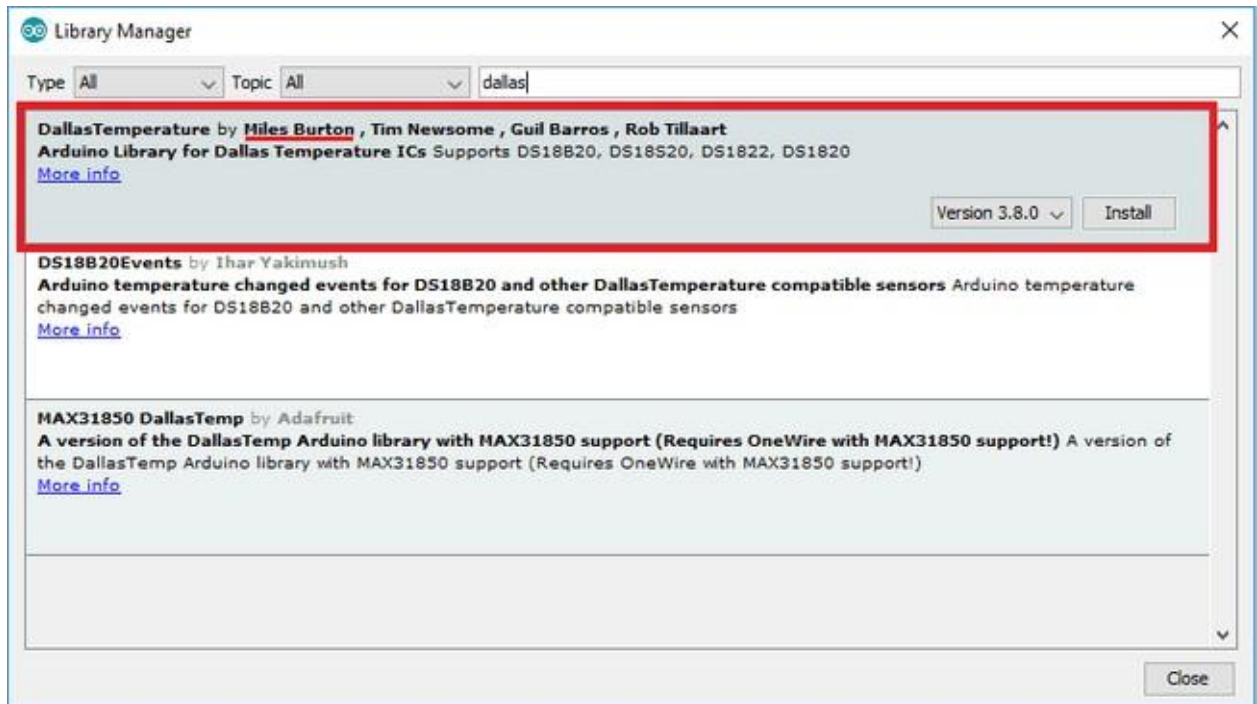 Library Manager
Type All Topic All dallas
DallasTemperature by Miles Burton , Tim Newsome , Guil Barros , Rob Tillaart
Arduino Library for Dallas Temperature ICs Supports DS18B20, DS18S20, DS1822, DS1820
More info
Version 3.8.0 Install
DS18B20Events by Ihar Yakimush
Arduino temperature changed events for DS18B20 and other DallasTemperature compatible sensors Arduino temperature
changed events for DS18B20 and other DallasTemperature compatible sensors
More info
MAX31850 DallasTemp by Adafruit
A version of the DallasTemp Arduino library with MAX31850 support (Requires OneWire with MAX31850 support!) A version of
the DallasTemp Arduino library with MAX31850 support (Requires OneWire with MAX31850 support!)
More info
Close